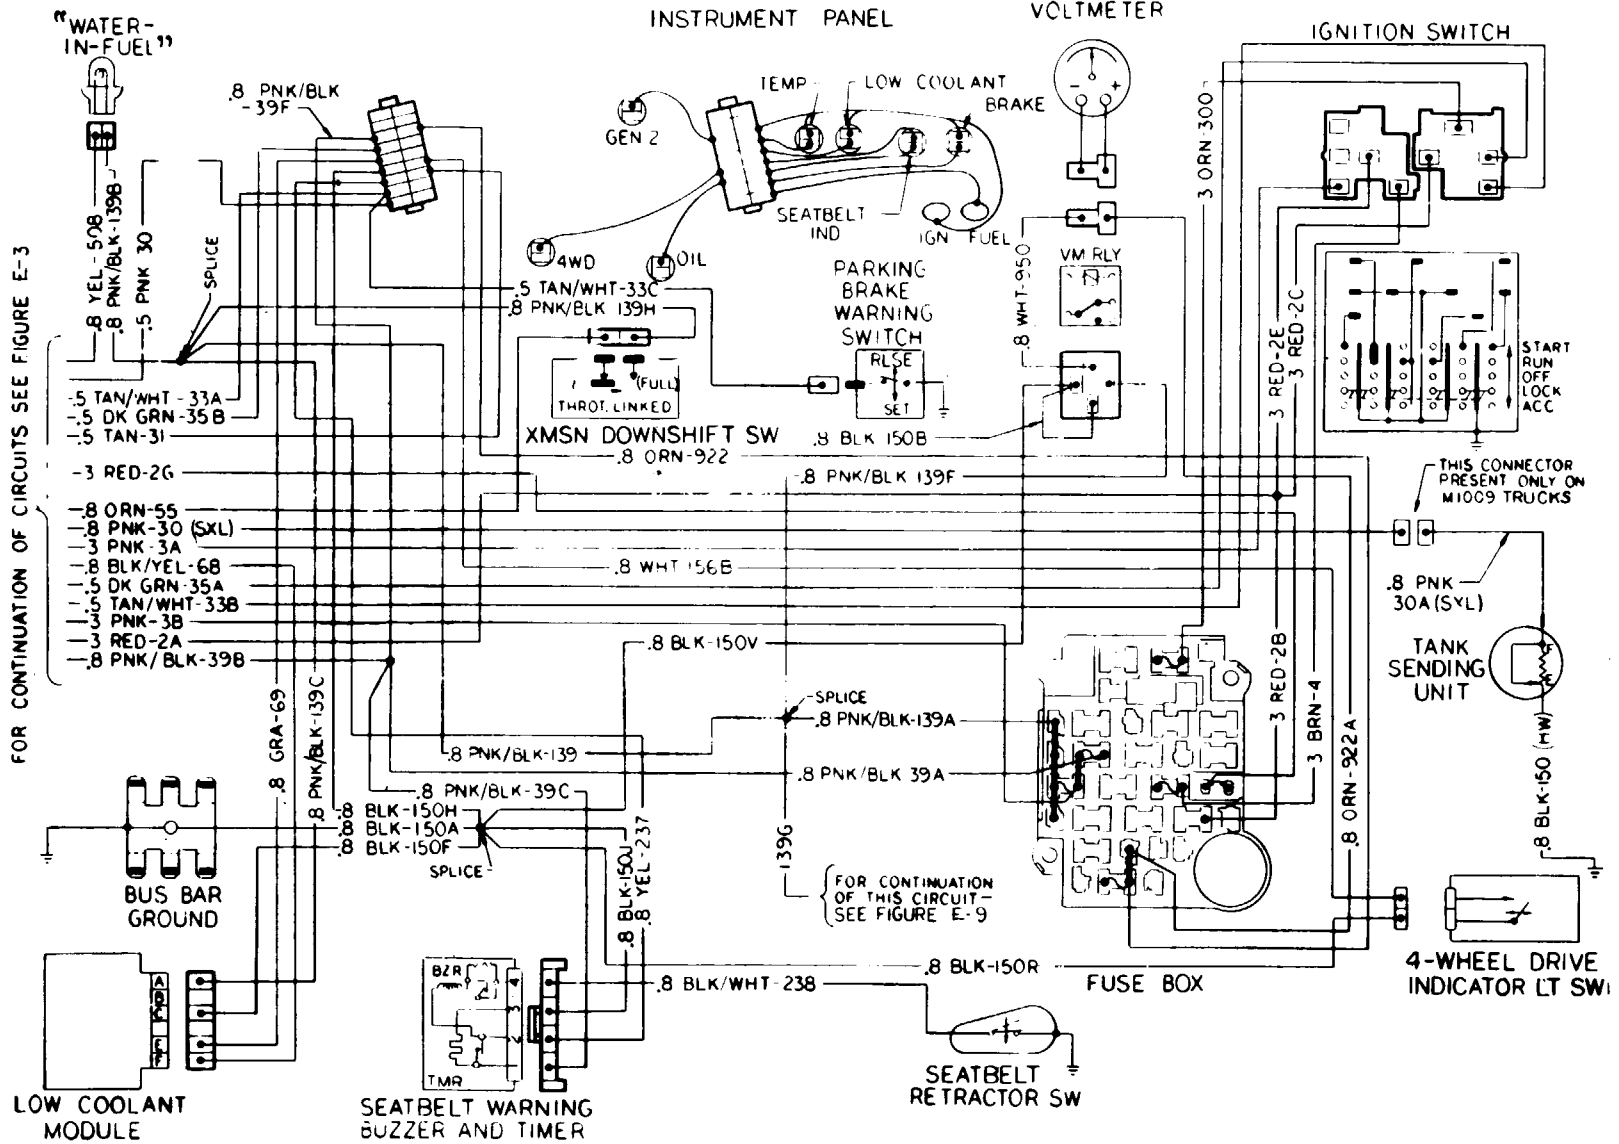 "WATER-
IN-FUEL"
INSTRUMENT PANEL
VOLTMETER
IGNITION SWITCH
.8 PNK/BLK
-39F
TEMP
LOW COOLANT
BRAKE
GEN 2
SEATBELT
IND
IGN FUEL
4WD
OIL
- +
.8 YEL-508
.8 PNK/BLK-139B
.5 PNK 30
SPLICE
3 ORN 300
.8 WHT-950
VM RLY
3 RED-2E
3 RED-2C
START
RUN
OFF
LOCK
ACC
.5 TAN/WHT-33C
.8 PNK/BLK 139H
(FULL)
THROT. LINKED
XMSN DOWNSHIFT SW
PARKING
BRAKE
WARNING
SWITCH
RLSE
SET
FOR CONTINUATION OF CIRCUITS SEE FIGURE E-3
.5 TAN/WHT-33A
.5 DK GRN-35B
.5 TAN-31
3 RED-2G
.8 ORN-55
.8 PNK-30 (SXL)
3 PNK-3A
.8 BLK/YEL-68
.5 DK GRN-35A
.5 TAN/WHT-33B
3 PNK-3B
3 RED-2A
.8 PNK/BLK-39B
.8 BLK 150B
.8 ORN-922
.8 PNK/BLK 139F
.8 WHT 156B
.8 BLK-150V
THIS CONNECTOR
PRESENT ONLY ON
M1009 TRUCKS
.8 PNK
30A (SXL)
TANK
SENDING
UNIT
F
E
.8 BLK-150 (HW)
.8 GRA-69
.8 PNK/BLK-139C
SPLICE
.8 PNK/BLK-139A
.8 PNK/BLK-139
.8 PNK/BLK 39A
.8 PNK/BLK-39C
3 RED-2B
3 BRN-4
.8 ORN-922A
.8 BLK-150H
.8 BLK-150A
.8 BLK-150F
SPLICE
.8 BLK-150J
.8 YEL-237
139G
FOR CONTINUATION
OF THIS CIRCUIT-
SEE FIGURE E-9
BUS BAR
GROUND
.8 BLK-150R
FUSE BOX
4-WHEEL DRIVE
INDICATOR LT SW
A
B
C
E
F
LOW COOLANT
MODULE
BZR
TMR
4
3
2
SEATBELT WARNING
BUZZER AND TIMER
.8 BLK/WHT-238
SEATBELT
RETRACTOR SW